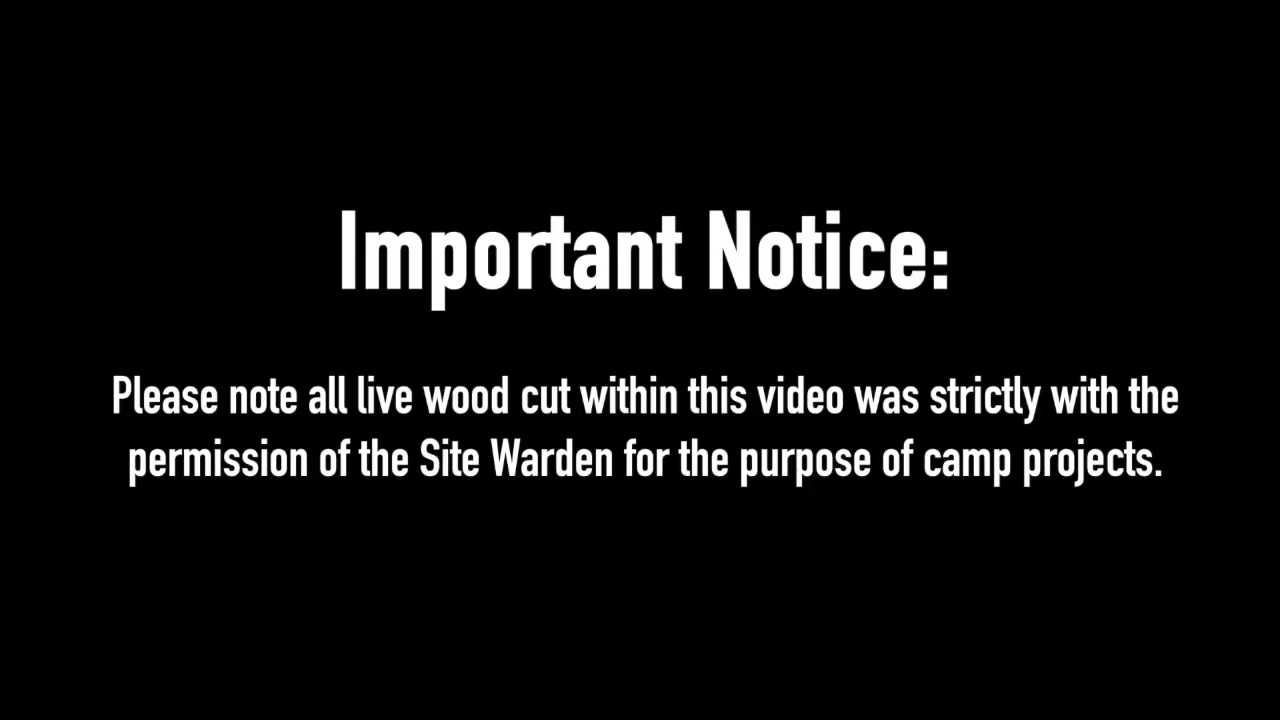 Important Notice:
Please note all live wood cut within this video was strictly with the
permission of the Site Warden for the purpose of camp projects.